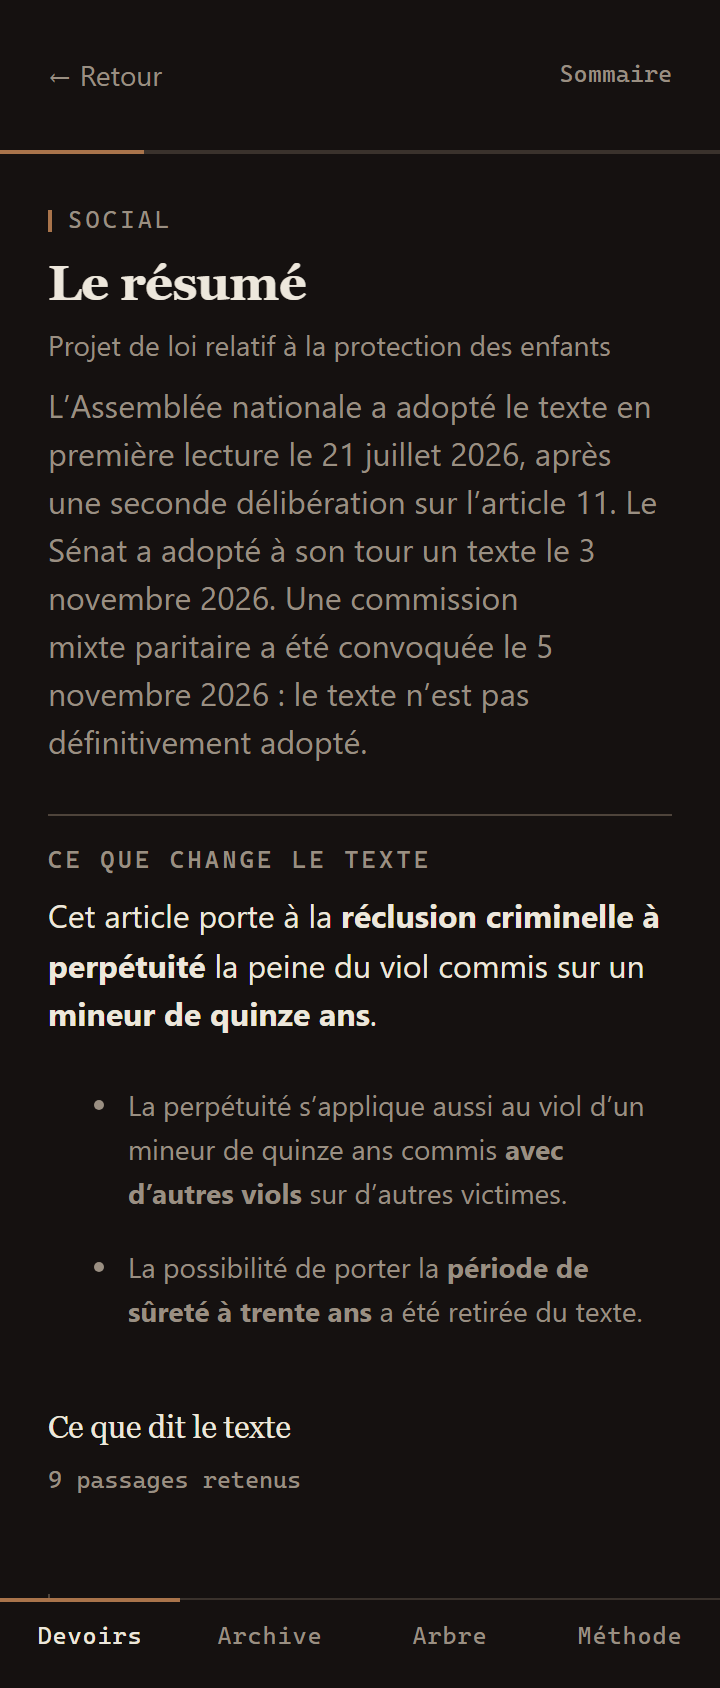 ← Retour
Sommaire
SOCIAL
Le résumé
Projet de loi relatif à la protection des enfants
L’Assemblée nationale a adopté le texte en
première lecture le 21 juillet 2026, après
une seconde délibération sur l’article 11. Le
Sénat a adopté à son tour un texte le 3
novembre 2026. Une commission
mixte paritaire a été convoquée le 5
novembre 2026 : le texte n’est pas
définitivement adopté.
CE QUE CHANGE LE TEXTE
Cet article porte à la réclusion criminelle à
perpétuité la peine du viol commis sur un
mineur de quinze ans.
• La perpétuité s’applique aussi au viol d’un
mineur de quinze ans commis avec
d’autres viols sur d’autres victimes.
• La possibilité de porter la période de
sûreté à trente ans a été retirée du texte.
Ce que dit le texte
9 passages retenus
Devoirs
Archive
Arbre
Méthode